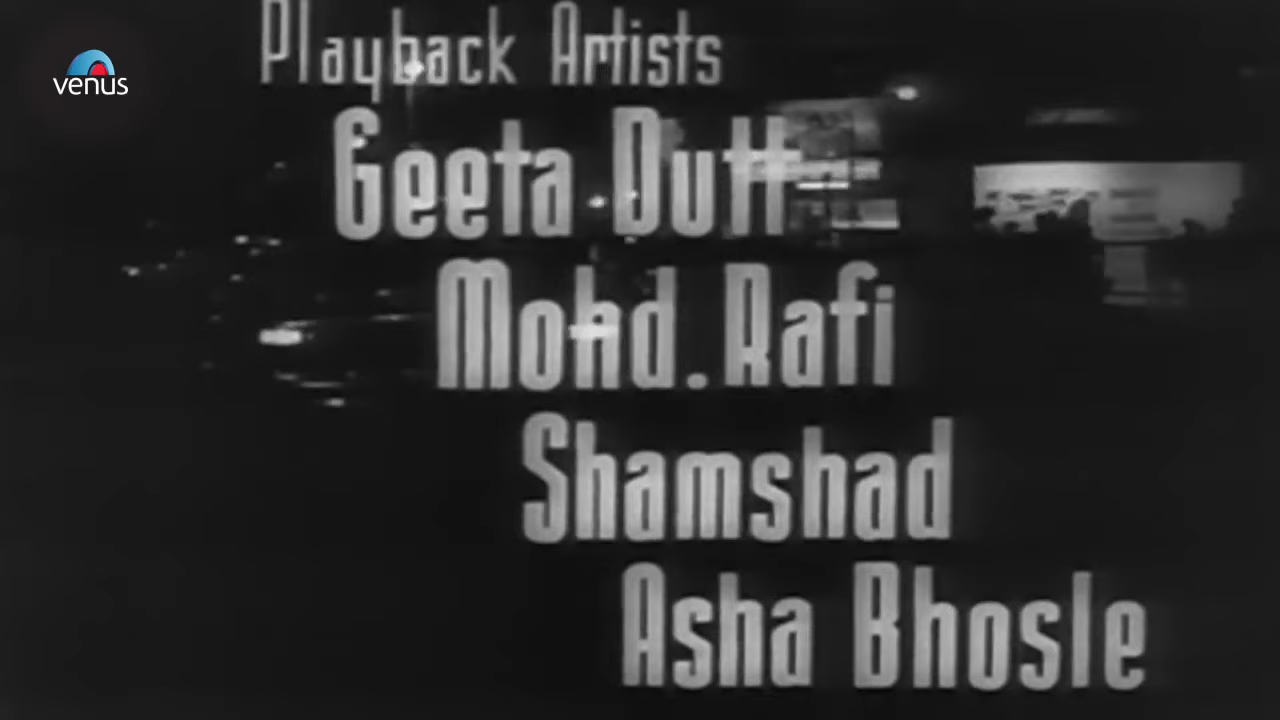 venus
Playback Artists
Geeta Dutt
Mohd. Rafi
Shamshad
Asha Bhosle